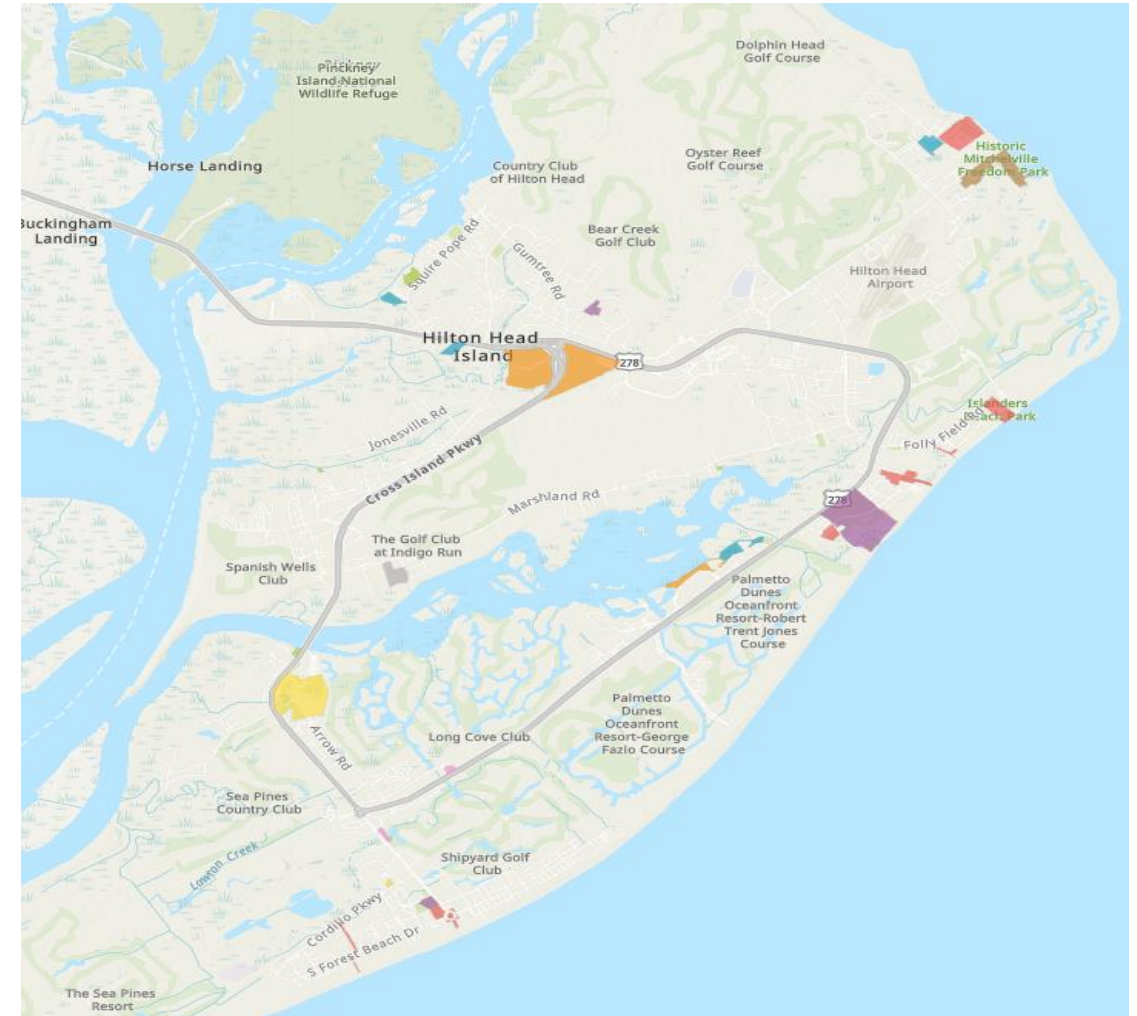 Dolphin Head
Golf Course
Pinckney
Island National
Wildlife Refuge
Historic
Mitchelville
Freedom Park
Horse Landing
Country Club
of Hilton Head
Oyster Reef
Golf Course
Buckingham
Landing
Squire Pope Rd
Gumtree Rd
Bear Creek
Golf Club
Hilton Head
Airport
Hilton Head
Island
278
Jonesville Rd
Islanders
Beach Park
Folly Field Rd
Cross Island Pkwy
Marshland Rd
278
The Golf Club
at Indigo Run
Spanish Wells
Club
Palmetto
Dunes
Oceanfront
Resort-Robert
Trent Jones
Course
Palmetto
Dunes
Oceanfront
Resort-George
Fazio Course
Arrow Rd
Long Cove Club
Sea Pines
Country Club
Lawton Creek
Shipyard Golf
Club
Cordillo Pkwy
S Forest Beach Dr
The Sea Pines
Resort